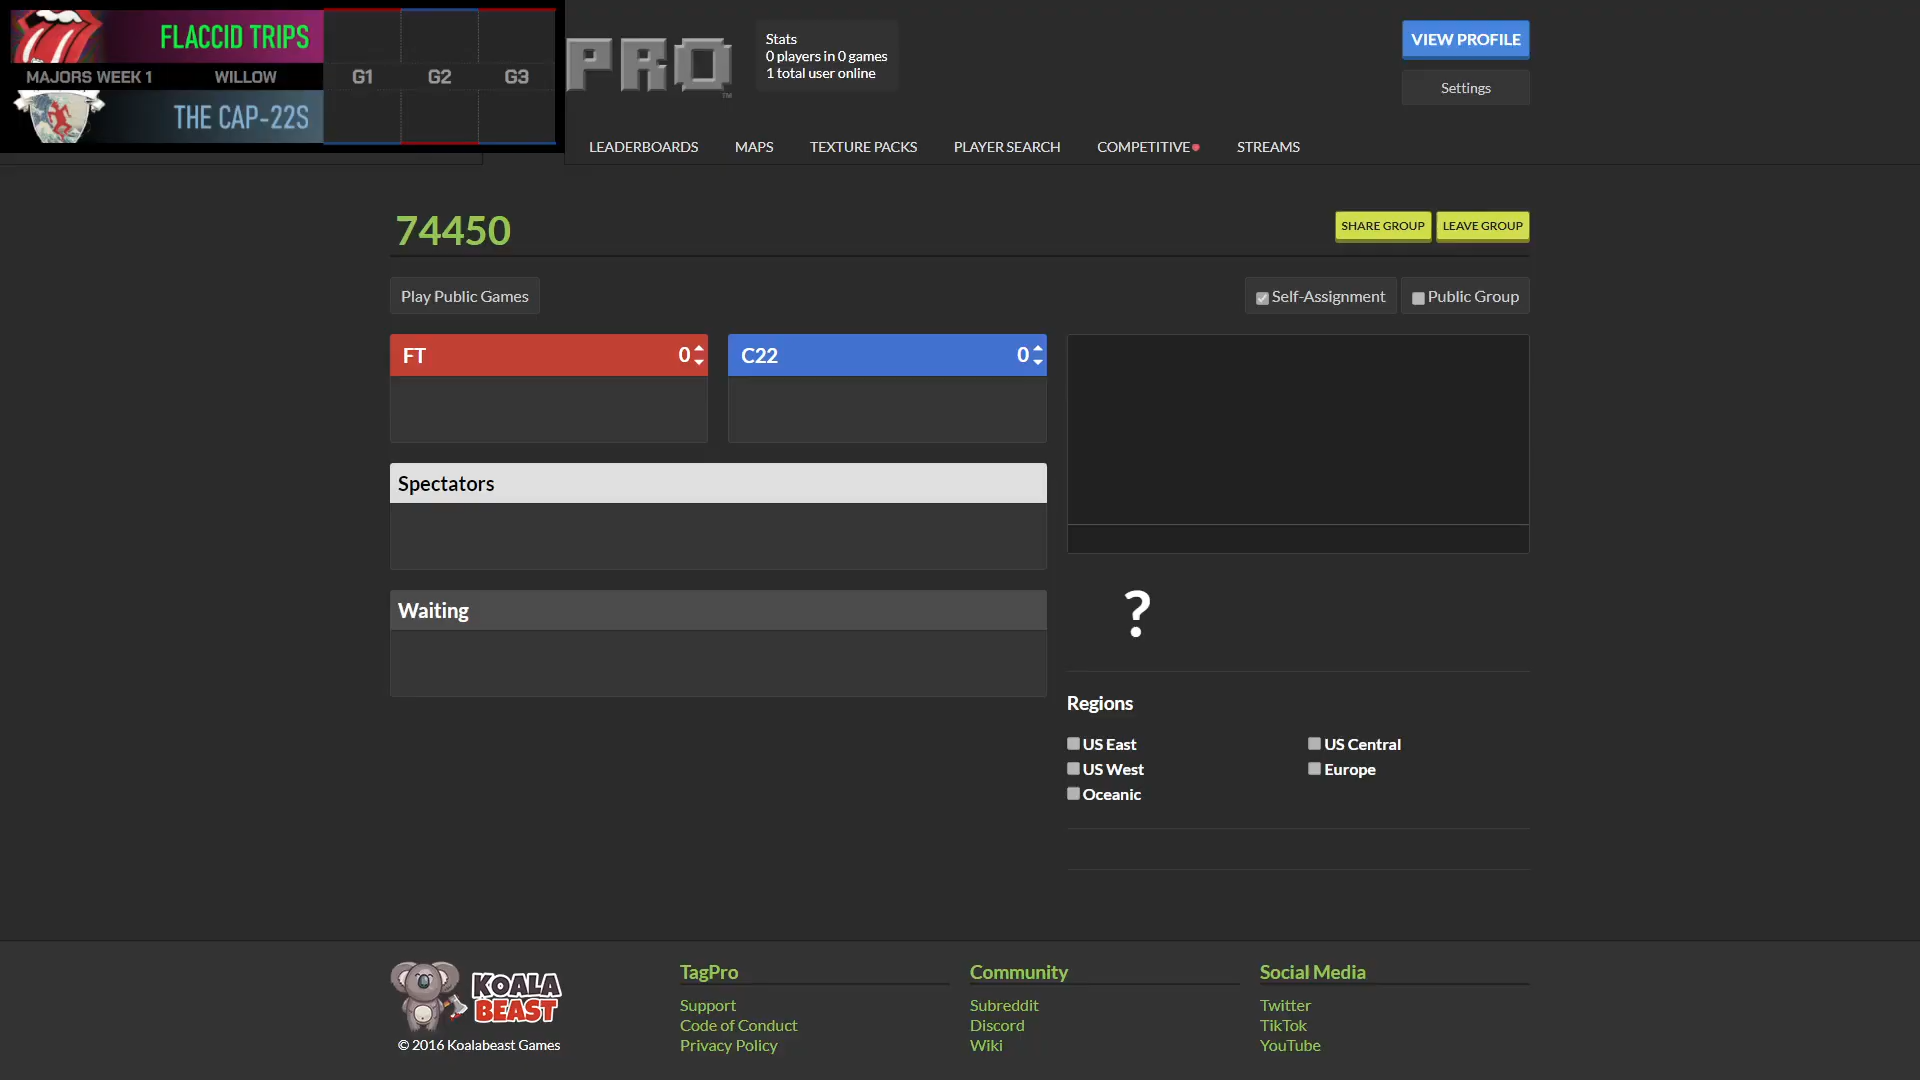 FLACCID TRIPS
MAJORS WEEK 1 WILLOW G1 G2 G3
THE CAP-22S
PRO
TM
Stats
0 players in 0 games
1 total user online
VIEW PROFILE
Settings
LEADERBOARDS MAPS TEXTURE PACKS PLAYER SEARCH COMPETITIVE STREAMS
74450
SHARE GROUP LEAVE GROUP
Play Public Games
Self-Assignment Public Group
FT 0
C22 0
Spectators
Waiting
?
Regions
US East US Central
US West Europe
Oceanic
KOALA
BEAST
© 2016 Koalabeast Games
TagPro
Support
Code of Conduct
Privacy Policy
Community
Subreddit
Discord
Wiki
Social Media
Twitter
TikTok
YouTube